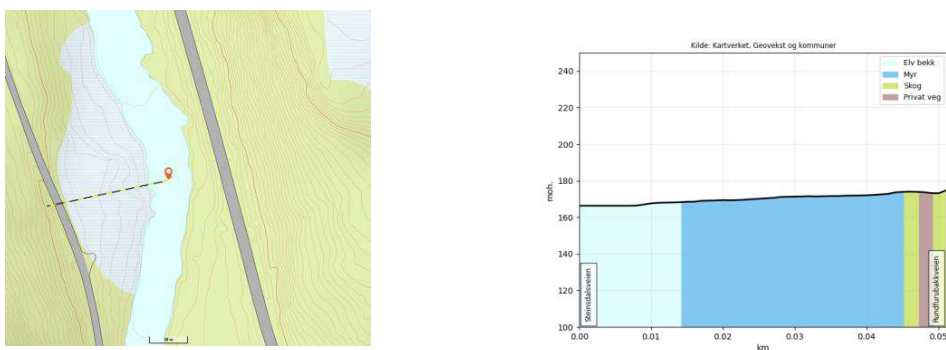 20 m
Kilde: Kartverket, Geovekst og kommuner
Elv bekk
Myr
Skog
Privat veg
moh.
240
220
200
180
160
140
120
100
Steinsdalsveien
Rundfurubakkveien
0.00
0.01
0.02
0.03
0.04
0.05
km